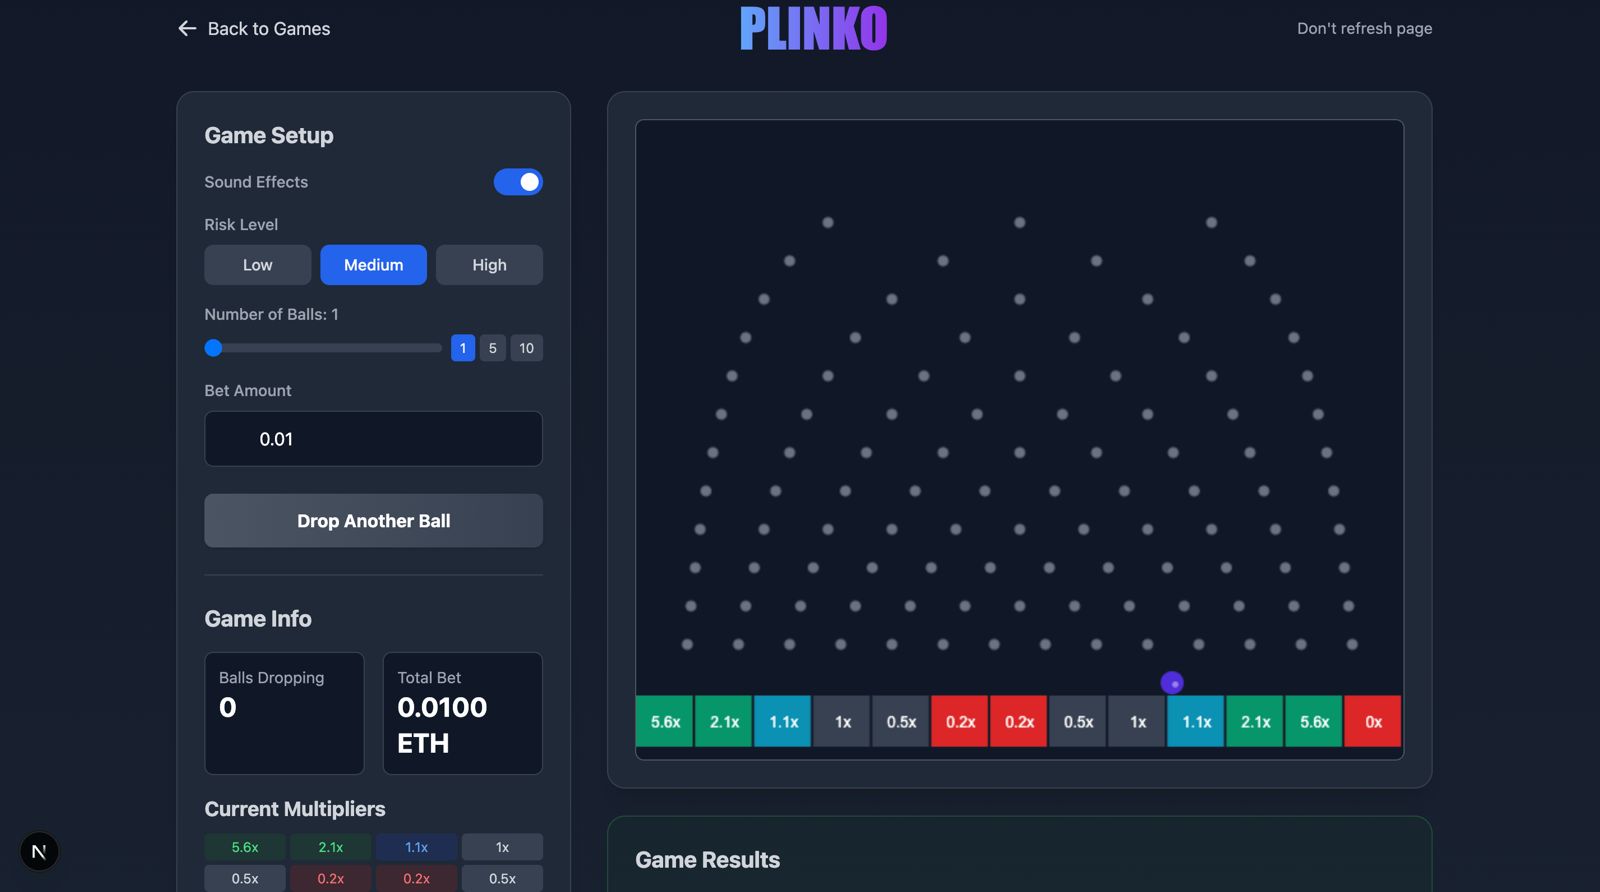 Back to Games
PLINKO
Don't refresh page
Game Setup
Sound Effects
Risk Level
Low
Medium
High
Number of Balls: 1
1
5
10
Bet Amount
0.01
Drop Another Ball
Game Info
Balls Dropping
0
Total Bet
0.0100
ETH
Current Multipliers
5.6x 2.1x 1.1x 1x
0.5x 0.2x 0.2x 0.5x
N
5.6x 2.1x 1.1x 1x 0.5x 0.2x 0.2x 0.5x 1x 1.1x 2.1x 5.6x 0x
Game Results